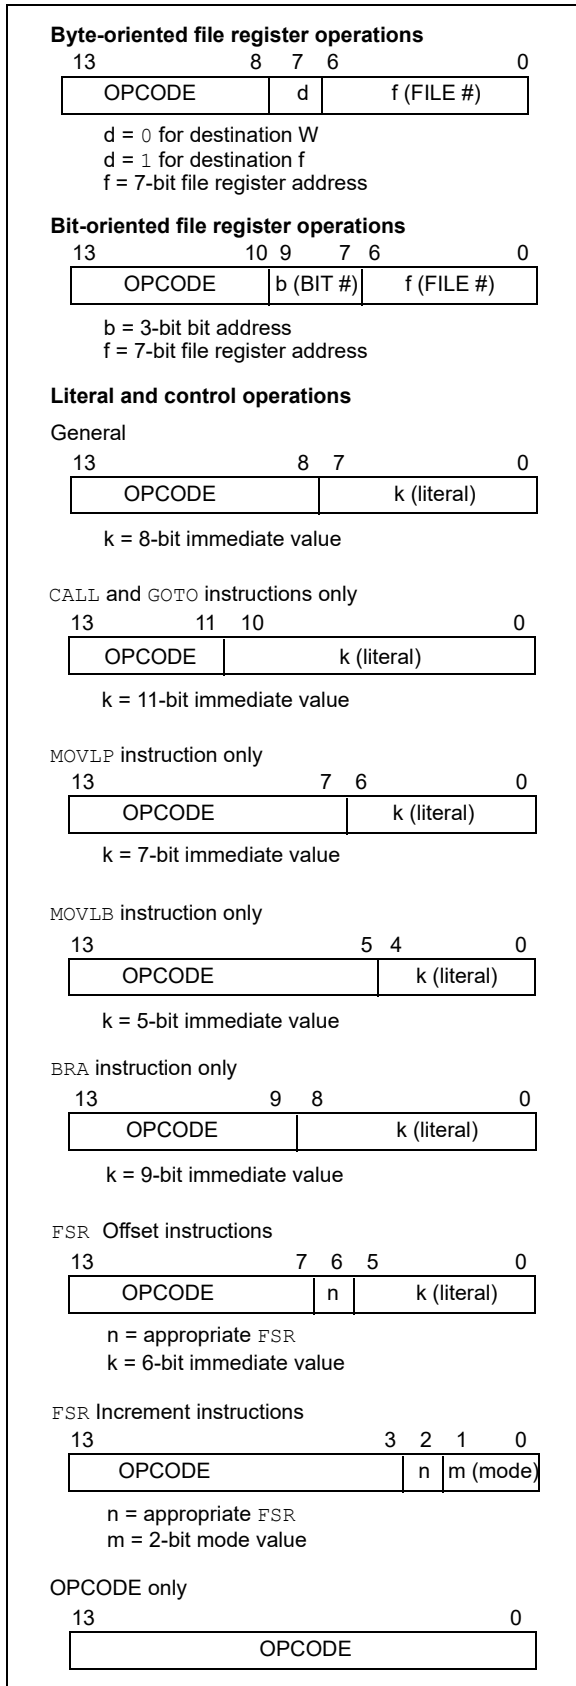 Byte-oriented file register operations
13 8 7 6 0
OPCODE d f (FILE #)
d = 0 for destination W
d = 1 for destination f
f = 7-bit file register address
Bit-oriented file register operations
13 10 9 7 6 0
OPCODE b (BIT #) f (FILE #)
b = 3-bit bit address
f = 7-bit file register address
Literal and control operations
General
13 8 7 0
OPCODE k (literal)
k = 8-bit immediate value
CALL and GOTO instructions only
13 11 10 0
OPCODE k (literal)
k = 11-bit immediate value
MOVLP instruction only
13 7 6 0
OPCODE k (literal)
k = 7-bit immediate value
MOVLB instruction only
13 5 4 0
OPCODE k (literal)
k = 5-bit immediate value
BRA instruction only
13 9 8 0
OPCODE k (literal)
k = 9-bit immediate value
FSR Offset instructions
13 7 6 5 0
OPCODE n k (literal)
n = appropriate FSR
k = 6-bit immediate value
FSR Increment instructions
13 3 2 1 0
OPCODE n m (mode)
n = appropriate FSR
m = 2-bit mode value
OPCODE only
13 0
OPCODE